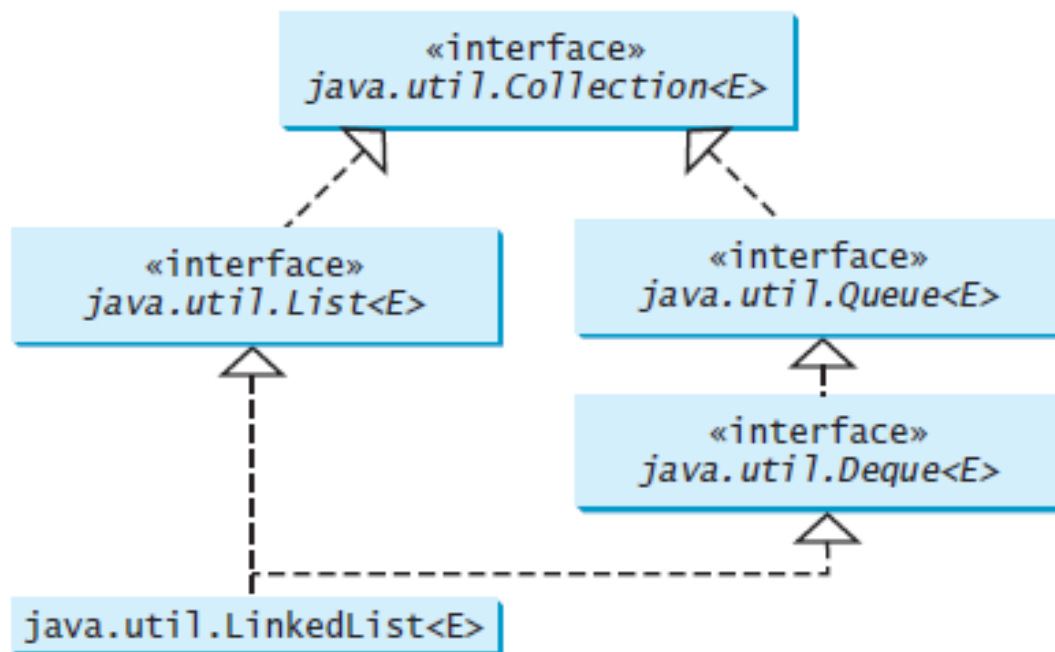 «interface»
java.util.Collection<E>
«interface»
java.util.List<E>
«interface»
java.util.Queue<E>
«interface»
java.util.Deque<E>
java.util.LinkedList<E>